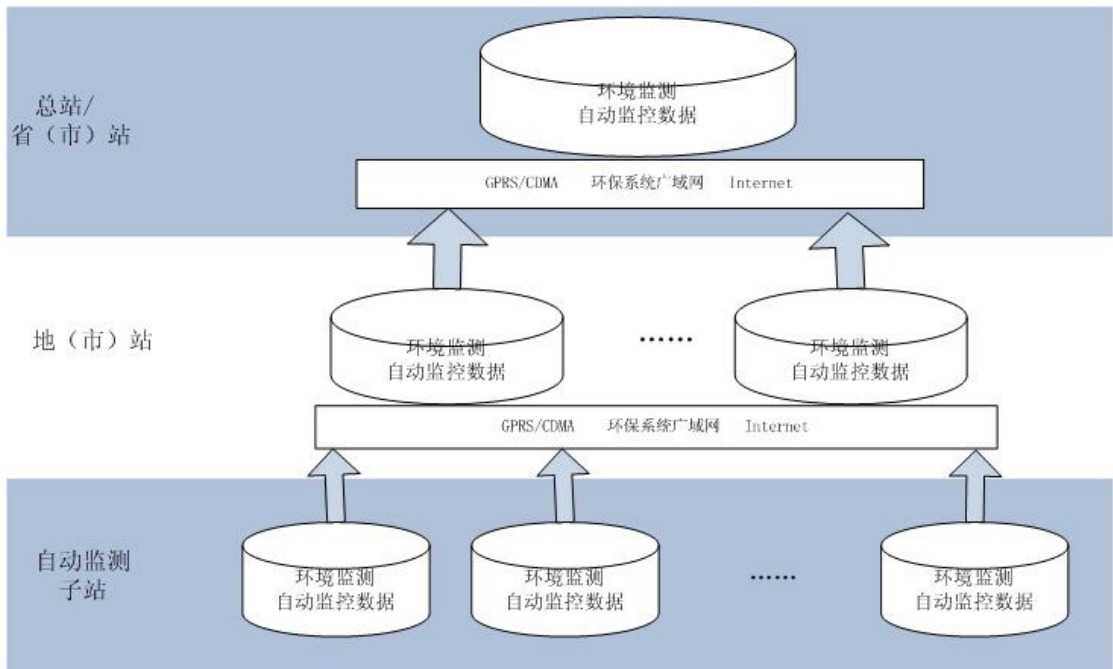 环境监测
自动监控数据
总站/
省（市）站
GPRS/CDMA 环保系统广域网 Internet
地（市）站
环境监测
自动监控数据
……
环境监测
自动监控数据
GPRS/CDMA 环保系统广域网 Internet
自动监测
子站
环境监测
自动监控数据
环境监测
自动监控数据
……
环境监测
自动监控数据